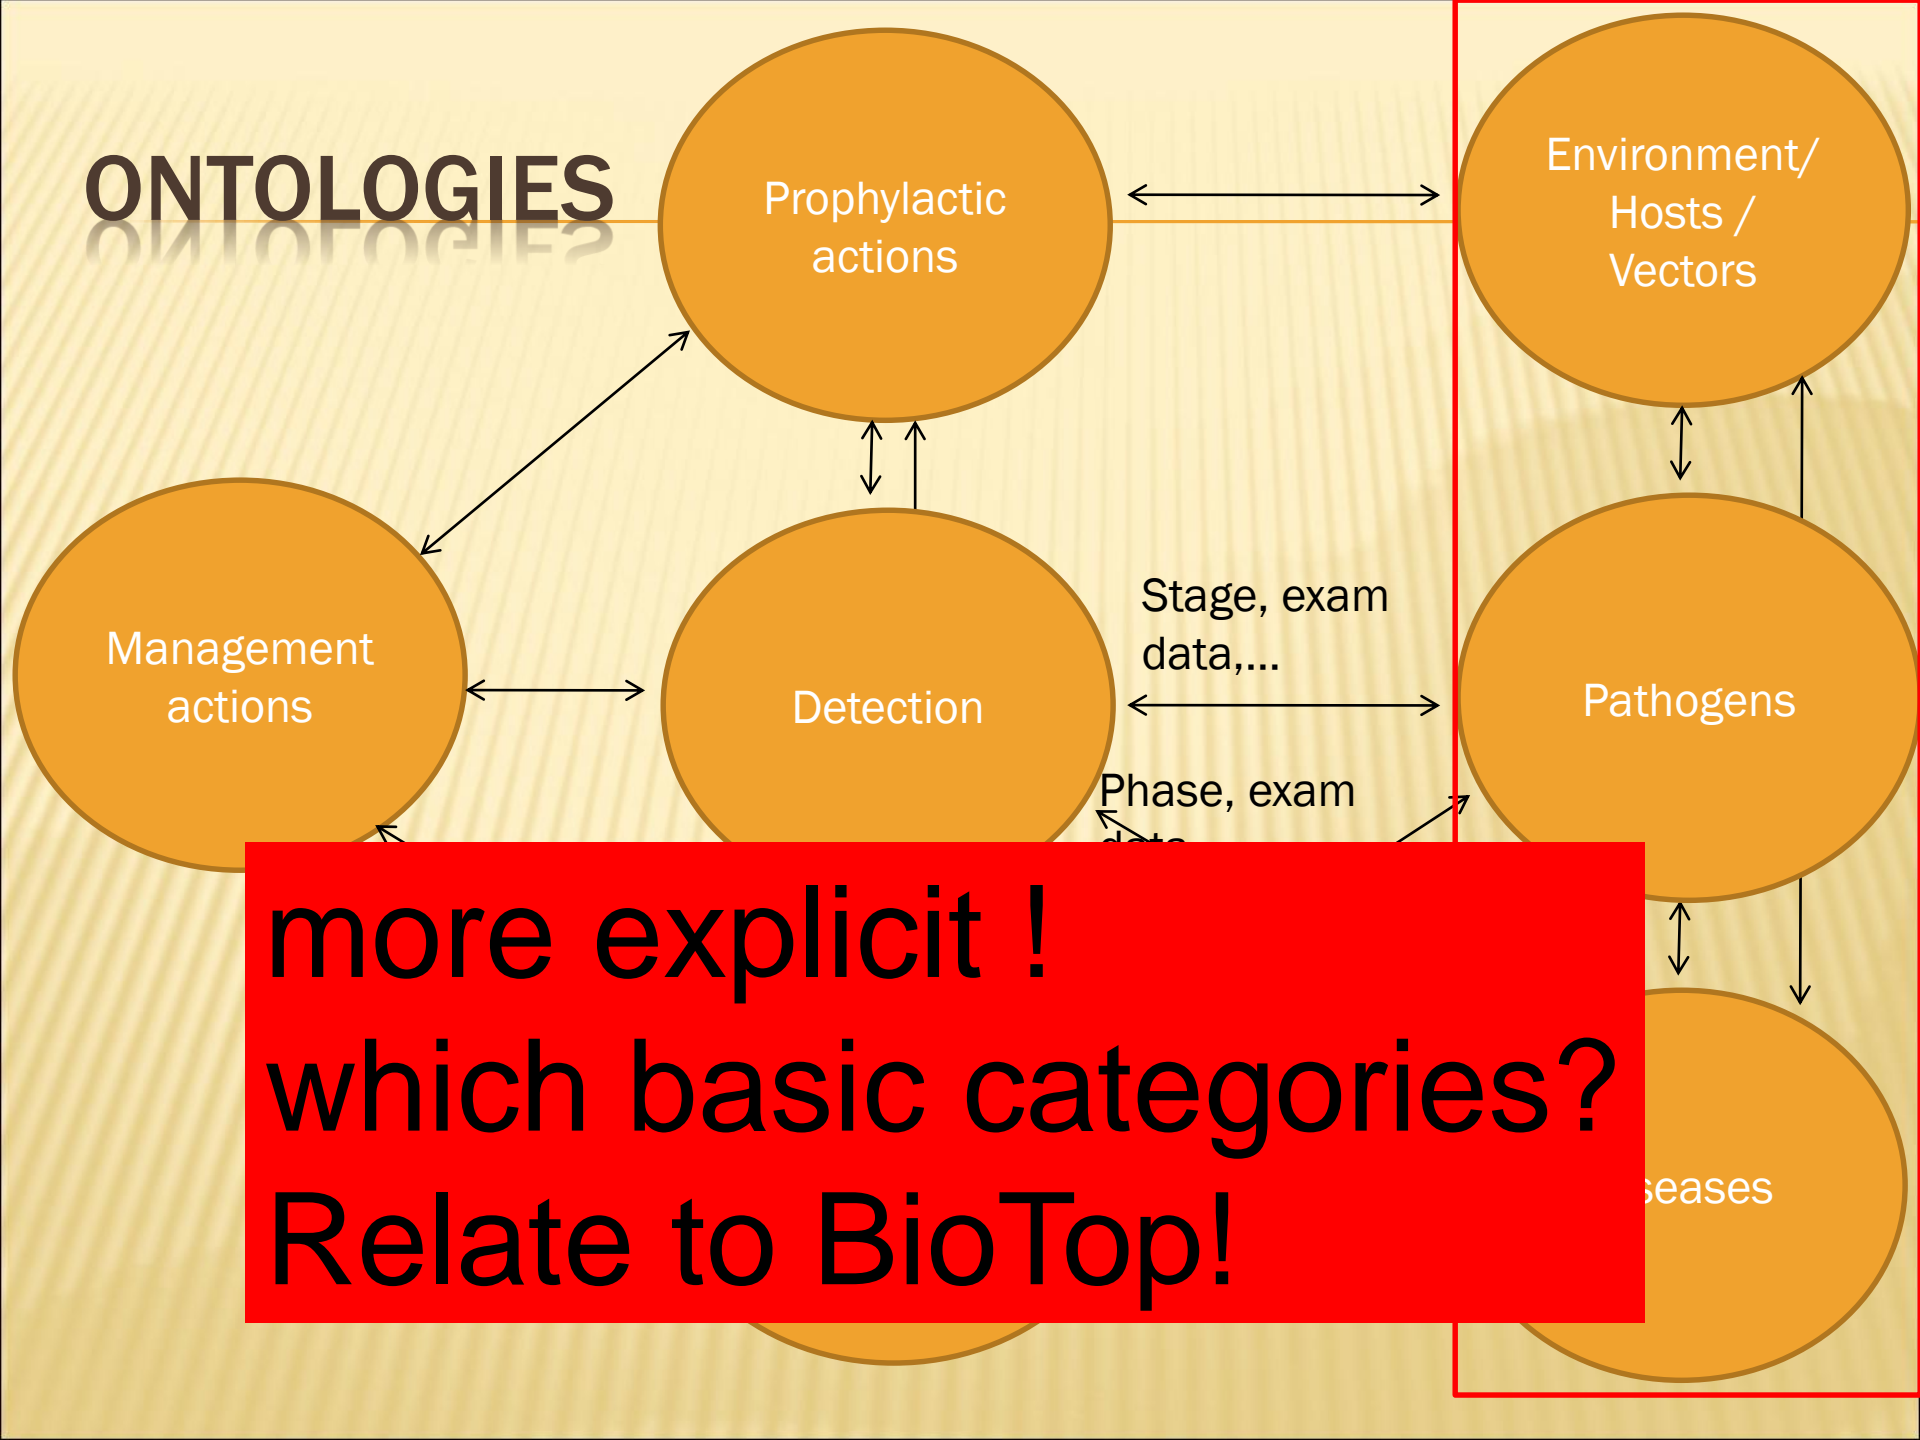 ONTOLOGIES
Prophylactic
actions
Environment/
Hosts /
Vectors
Management
actions
Detection
Stage, exam
data,...
Pathogens
Phase, exam
more explicit !
which basic categories?
Relate to BioTop!